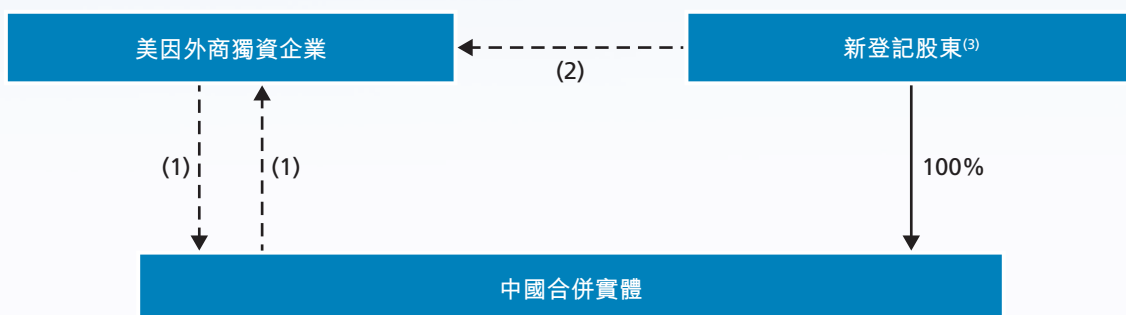 美因外商獨資企業
新登記股東(3)
(2)
(1)
(1)
100%
中國合併實體